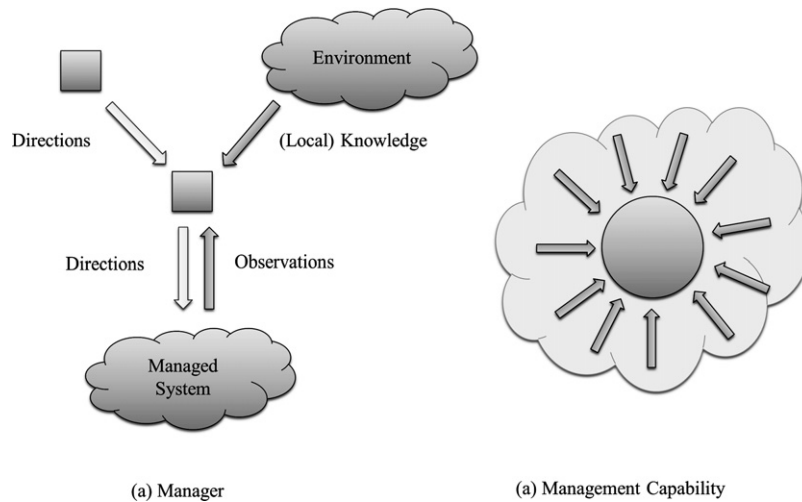 Environment
Directions
(Local) Knowledge
Directions
Observations
Managed
System
(a) Manager
(a) Management Capability